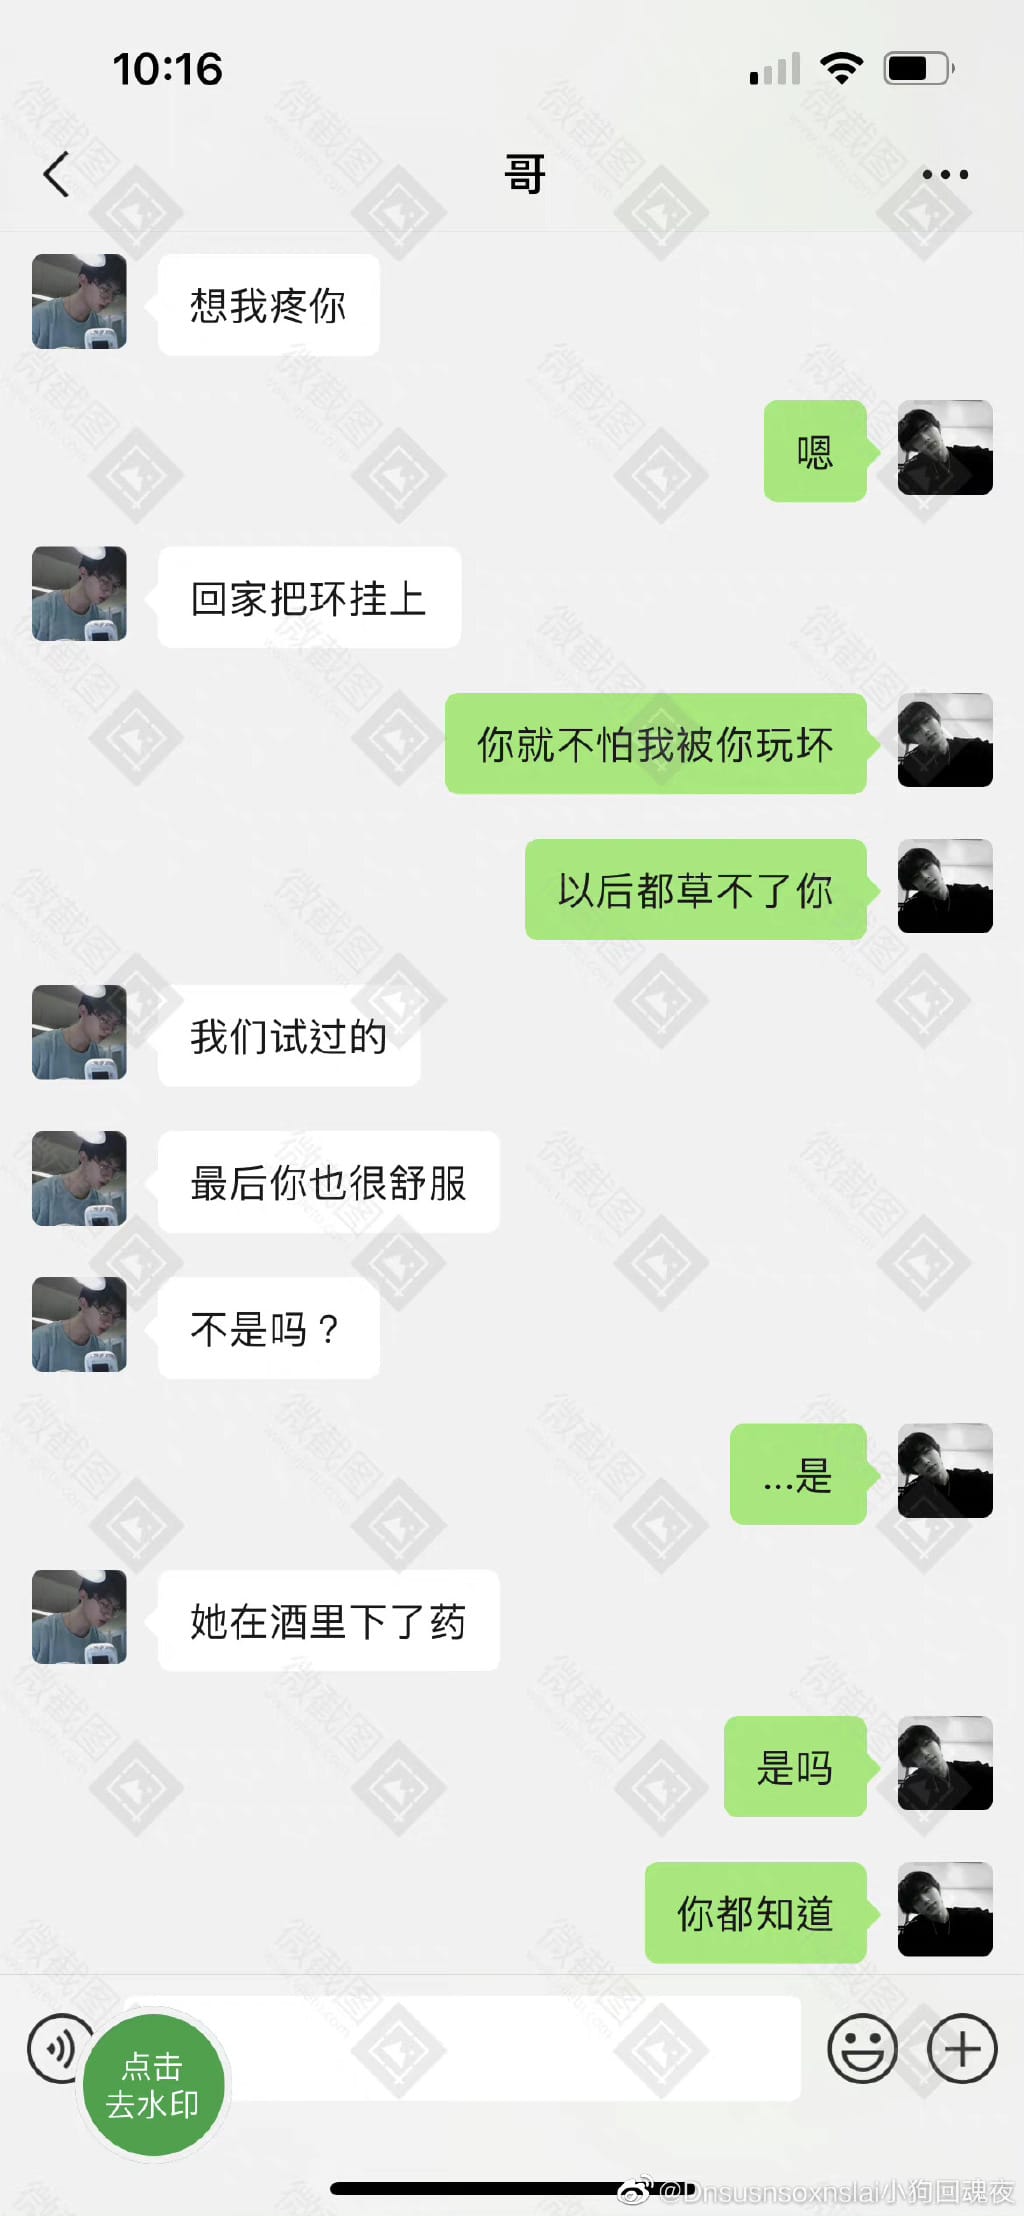 10:16
哥
想我疼你
嗯
回家把环挂上
你就不怕我被你玩坏
以后都草不了你
我们试过的
最后你也很舒服
不是吗？
...是
她在酒里下了药
是吗
你都知道
点击
去水印
@Dnsusnsoxnslai小狗回魂夜
微截图